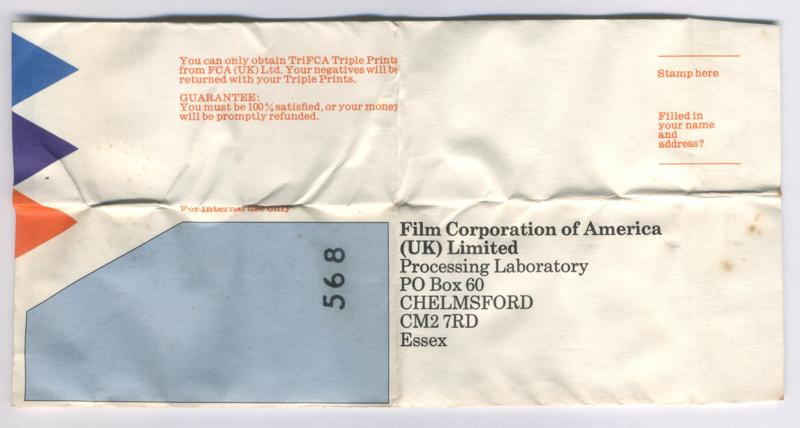 You can only obtain TriFCA Triple Prints
from FCA (UK) Ltd. Your negatives will be
returned with your Triple Prints.
GUARANTEE:
You must be 100% satisfied, or your money
will be promptly refunded.
Stamp here
Filled in
your name
and
address?
For internal use only
568
Film Corporation of America
(UK) Limited
Processing Laboratory
PO Box 60
CHELMSFORD
CM2 7RD
Essex